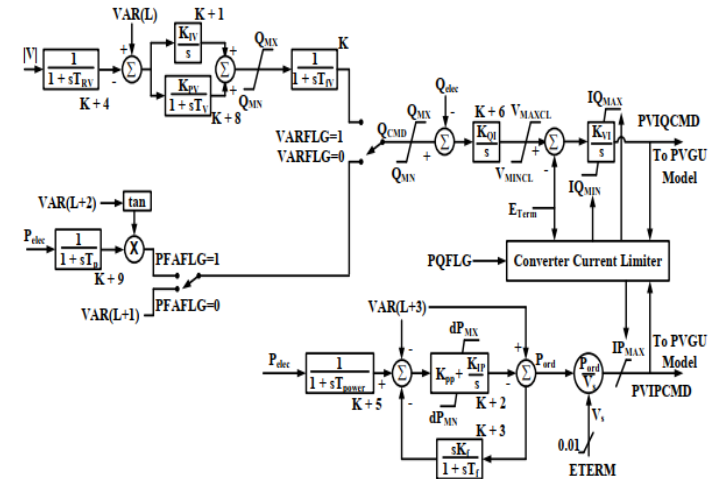 VAR(L)
K + 1
K_IV
s
|V|
1
1 + sT_RV
K + 4
Σ
K_PV
1 + sT_V
K + 8
Σ
Q_MX
Q_MN
K
1
1 + sT_fV
VARFLG=1
VARFLG=0
Q_CMD
Q_MX
Q_MN
Q_elec
Σ
K + 6
K_QI
s
V_MAXCL
V_MINCL
Σ
IQ_MAX
K_VI
s
IQ_MIN
PVIQCMD
To PVGU
Model
E_Term
VAR(L+2)
tan
P_elec
1
1 + sT_p
K + 9
X
PFAFLG=1
PFAFLG=0
VAR(L+1)
PQFLG
Converter Current Limiter
VAR(L+3)
P_elec
1
1 + sT_power
K + 5
Σ
dP_MX
K_pp + K_IP
s
K + 2
dP_MN
Σ
P_ord
P_ord
V_s
IP_MAX
To PVGU
Model
PVIPCMD
V_s
0.01
ETERM
K + 3
sK_f
1 + sT_f